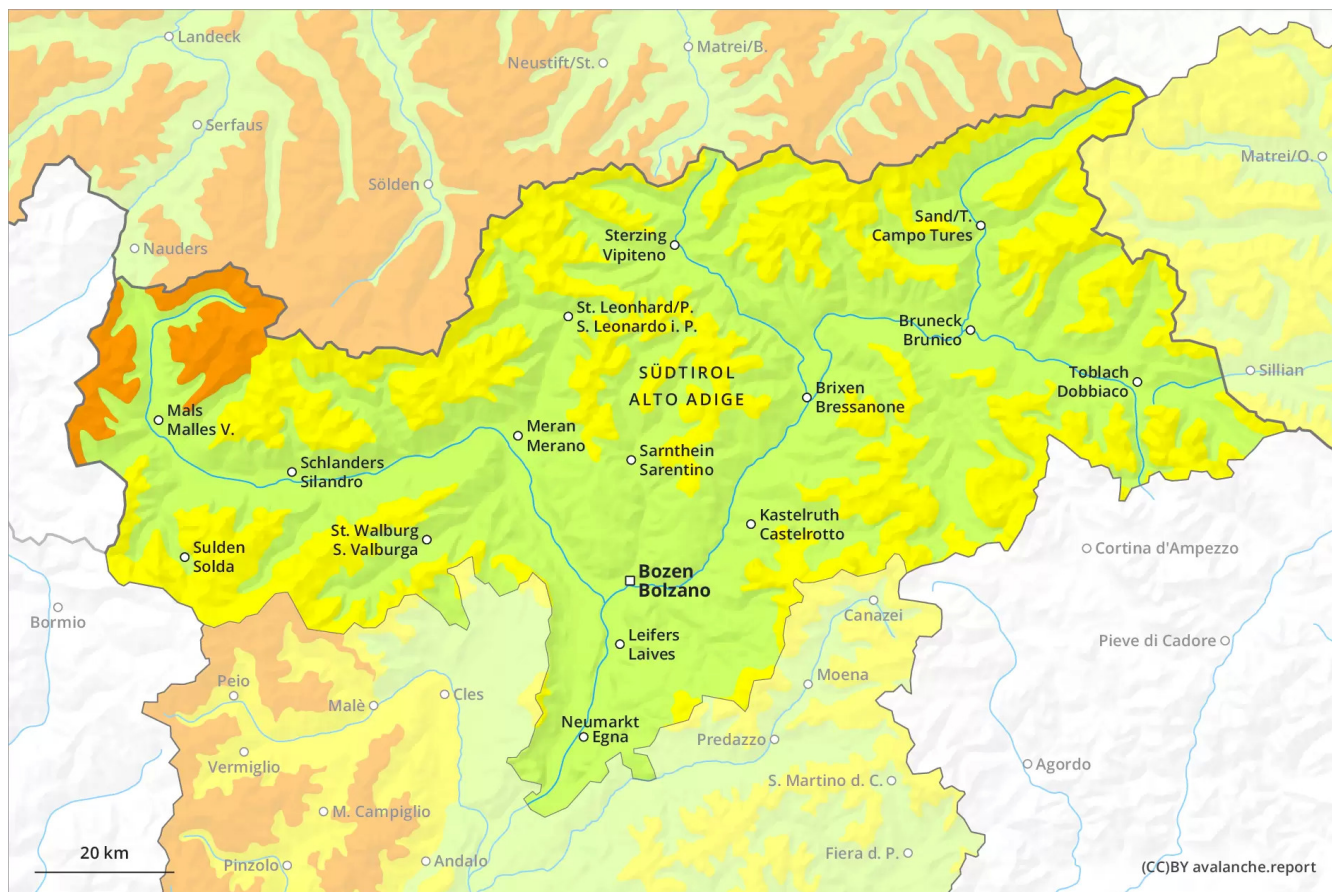 Landeck
Matrei/B.
Neustift/St.
Serfaus
Matrei/O.
Sölden
Sand/T.
Campo Tures
Sterzing
Vipiteno
Nauders
St. Leonhard/P.
S. Leonardo i. P.
Bruneck
Brunico
SÜDTIROL
ALTO ADIGE
Toblach
Dobbiaco
Sillian
Brixen
Bressanone
Mals
Malles V.
Meran
Merano
Sarnthein
Sarentino
Schlanders
Silandro
Kastelruth
Castelrotto
St. Walburg
S. Valburga
Sulden
Solda
Cortina d'Ampezzo
Bozen
Bolzano
Bormio
Canazei
Leifers
Laives
Pieve di Cadore
Moena
Peio
Malè
Cles
Neumarkt
Egna
Predazzo
Vermiglio
Agordo
S. Martino d. C.
M. Campiglio
20 km
Pinzolo
Andalo
Fiera d. P.
(CC)BY avalanche.report